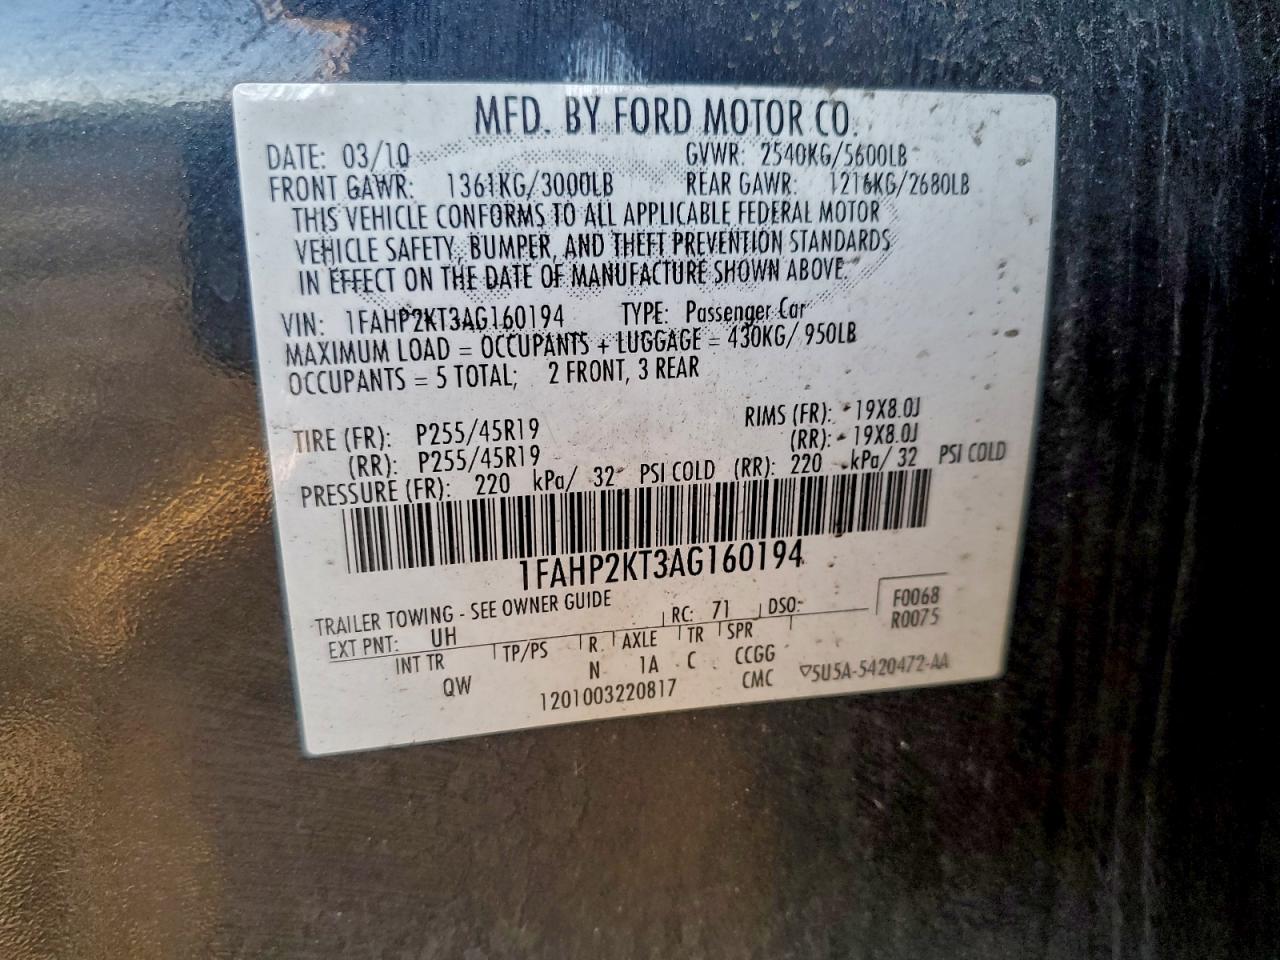 MFD. BY FORD MOTOR CO.
DATE: 03/10 GVWR: 2540KG/5600LB
FRONT GAWR: 1361KG/3000LB REAR GAWR: 1216KG/2680LB
THIS VEHICLE CONFORMS TO ALL APPLICABLE FEDERAL MOTOR
VEHICLE SAFETY, BUMPER, AND THEFT PREVENTION STANDARDS
IN EFFECT ON THE DATE OF MANUFACTURE SHOWN ABOVE.
VIN: 1FAHP2KT3AG160194 TYPE: Passenger Car
MAXIMUM LOAD = OCCUPANTS + LUGGAGE = 430KG/ 950LB
OCCUPANTS = 5 TOTAL; 2 FRONT, 3 REAR
TIRE (FR): P255/45R19 RIMS (FR): 19X8.0J
(RR): P255/45R19 (RR): 19X8.0J
PRESSURE (FR): 220 kPa/ 32 PSI COLD (RR): 220 kPa/ 32 PSI COLD
1FAHP2KT3AG160194
TRAILER TOWING - SEE OWNER GUIDE
EXT PNT: UH RC: 71 DSO: F0068
R0075
INT TR TP/PS R AXLE TR SPR
QW N 1A C CCGG
1201003220817 CMC ▽5U5A-5420472-AA